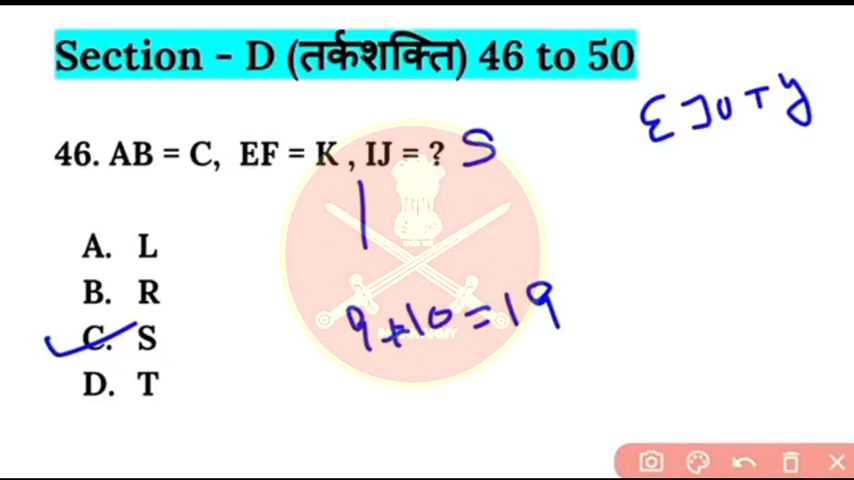 Section - D (तर्कशक्ति) 46 to 50
EJOTY
46. AB = C, EF = K , IJ = ? S
A. L
B. R
9+10=19
C. S
D. T